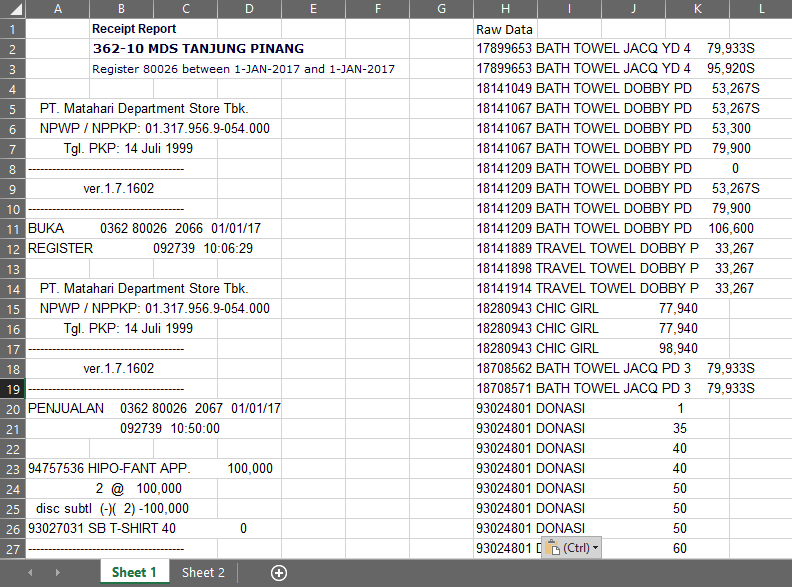 A B C D E F G H I J K L
1 Receipt Report Raw Data
2 362-10 MDS TANJUNG PINANG 17899653 BATH TOWEL JACQ YD 4 79,933S
3 Register 80026 between 1-JAN-2017 and 1-JAN-2017 17899653 BATH TOWEL JACQ YD 4 95,920S
4 18141049 BATH TOWEL DOBBY PD 53,267S
5 PT. Matahari Department Store Tbk. 18141067 BATH TOWEL DOBBY PD 53,267S
6 NPWP / NPPKP: 01.317.956.9-054.000 18141067 BATH TOWEL DOBBY PD 53,300
7 Tgl. PKP: 14 Juli 1999 18141067 BATH TOWEL DOBBY PD 79,900
8 --------------------------------------- 18141209 BATH TOWEL DOBBY PD 0
9 ver.1.7.1602 18141209 BATH TOWEL DOBBY PD 53,267S
10 --------------------------------------- 18141209 BATH TOWEL DOBBY PD 79,900
11 BUKA 0362 80026 2066 01/01/17 18141209 BATH TOWEL DOBBY PD 106,600
12 REGISTER 092739 10:06:29 18141889 TRAVEL TOWEL DOBBY P 33,267
13 18141898 TRAVEL TOWEL DOBBY P 33,267
14 PT. Matahari Department Store Tbk. 18141914 TRAVEL TOWEL DOBBY P 33,267
15 NPWP / NPPKP: 01.317.956.9-054.000 18280943 CHIC GIRL 77,940
16 Tgl. PKP: 14 Juli 1999 18280943 CHIC GIRL 77,940
17 --------------------------------------- 18280943 CHIC GIRL 98,940
18 ver.1.7.1602 18708562 BATH TOWEL JACQ PD 3 79,933S
19 --------------------------------------- 18708571 BATH TOWEL JACQ PD 3 79,933S
20 PENJUALAN 0362 80026 2067 01/01/17 93024801 DONASI 1
21 092739 10:50:00 93024801 DONASI 35
22 93024801 DONASI 40
23 94757536 HIPO-FANT APP. 100,000 93024801 DONASI 40
24 2 @ 100,000 93024801 DONASI 50
25 disc subtl (-)( 2) -100,000 93024801 DONASI 50
26 93027031 SB T-SHIRT 40 0 93024801 DONASI 50
27 --------------------------------------- 93024801 (Ctrl) 60
Sheet 1 Sheet 2